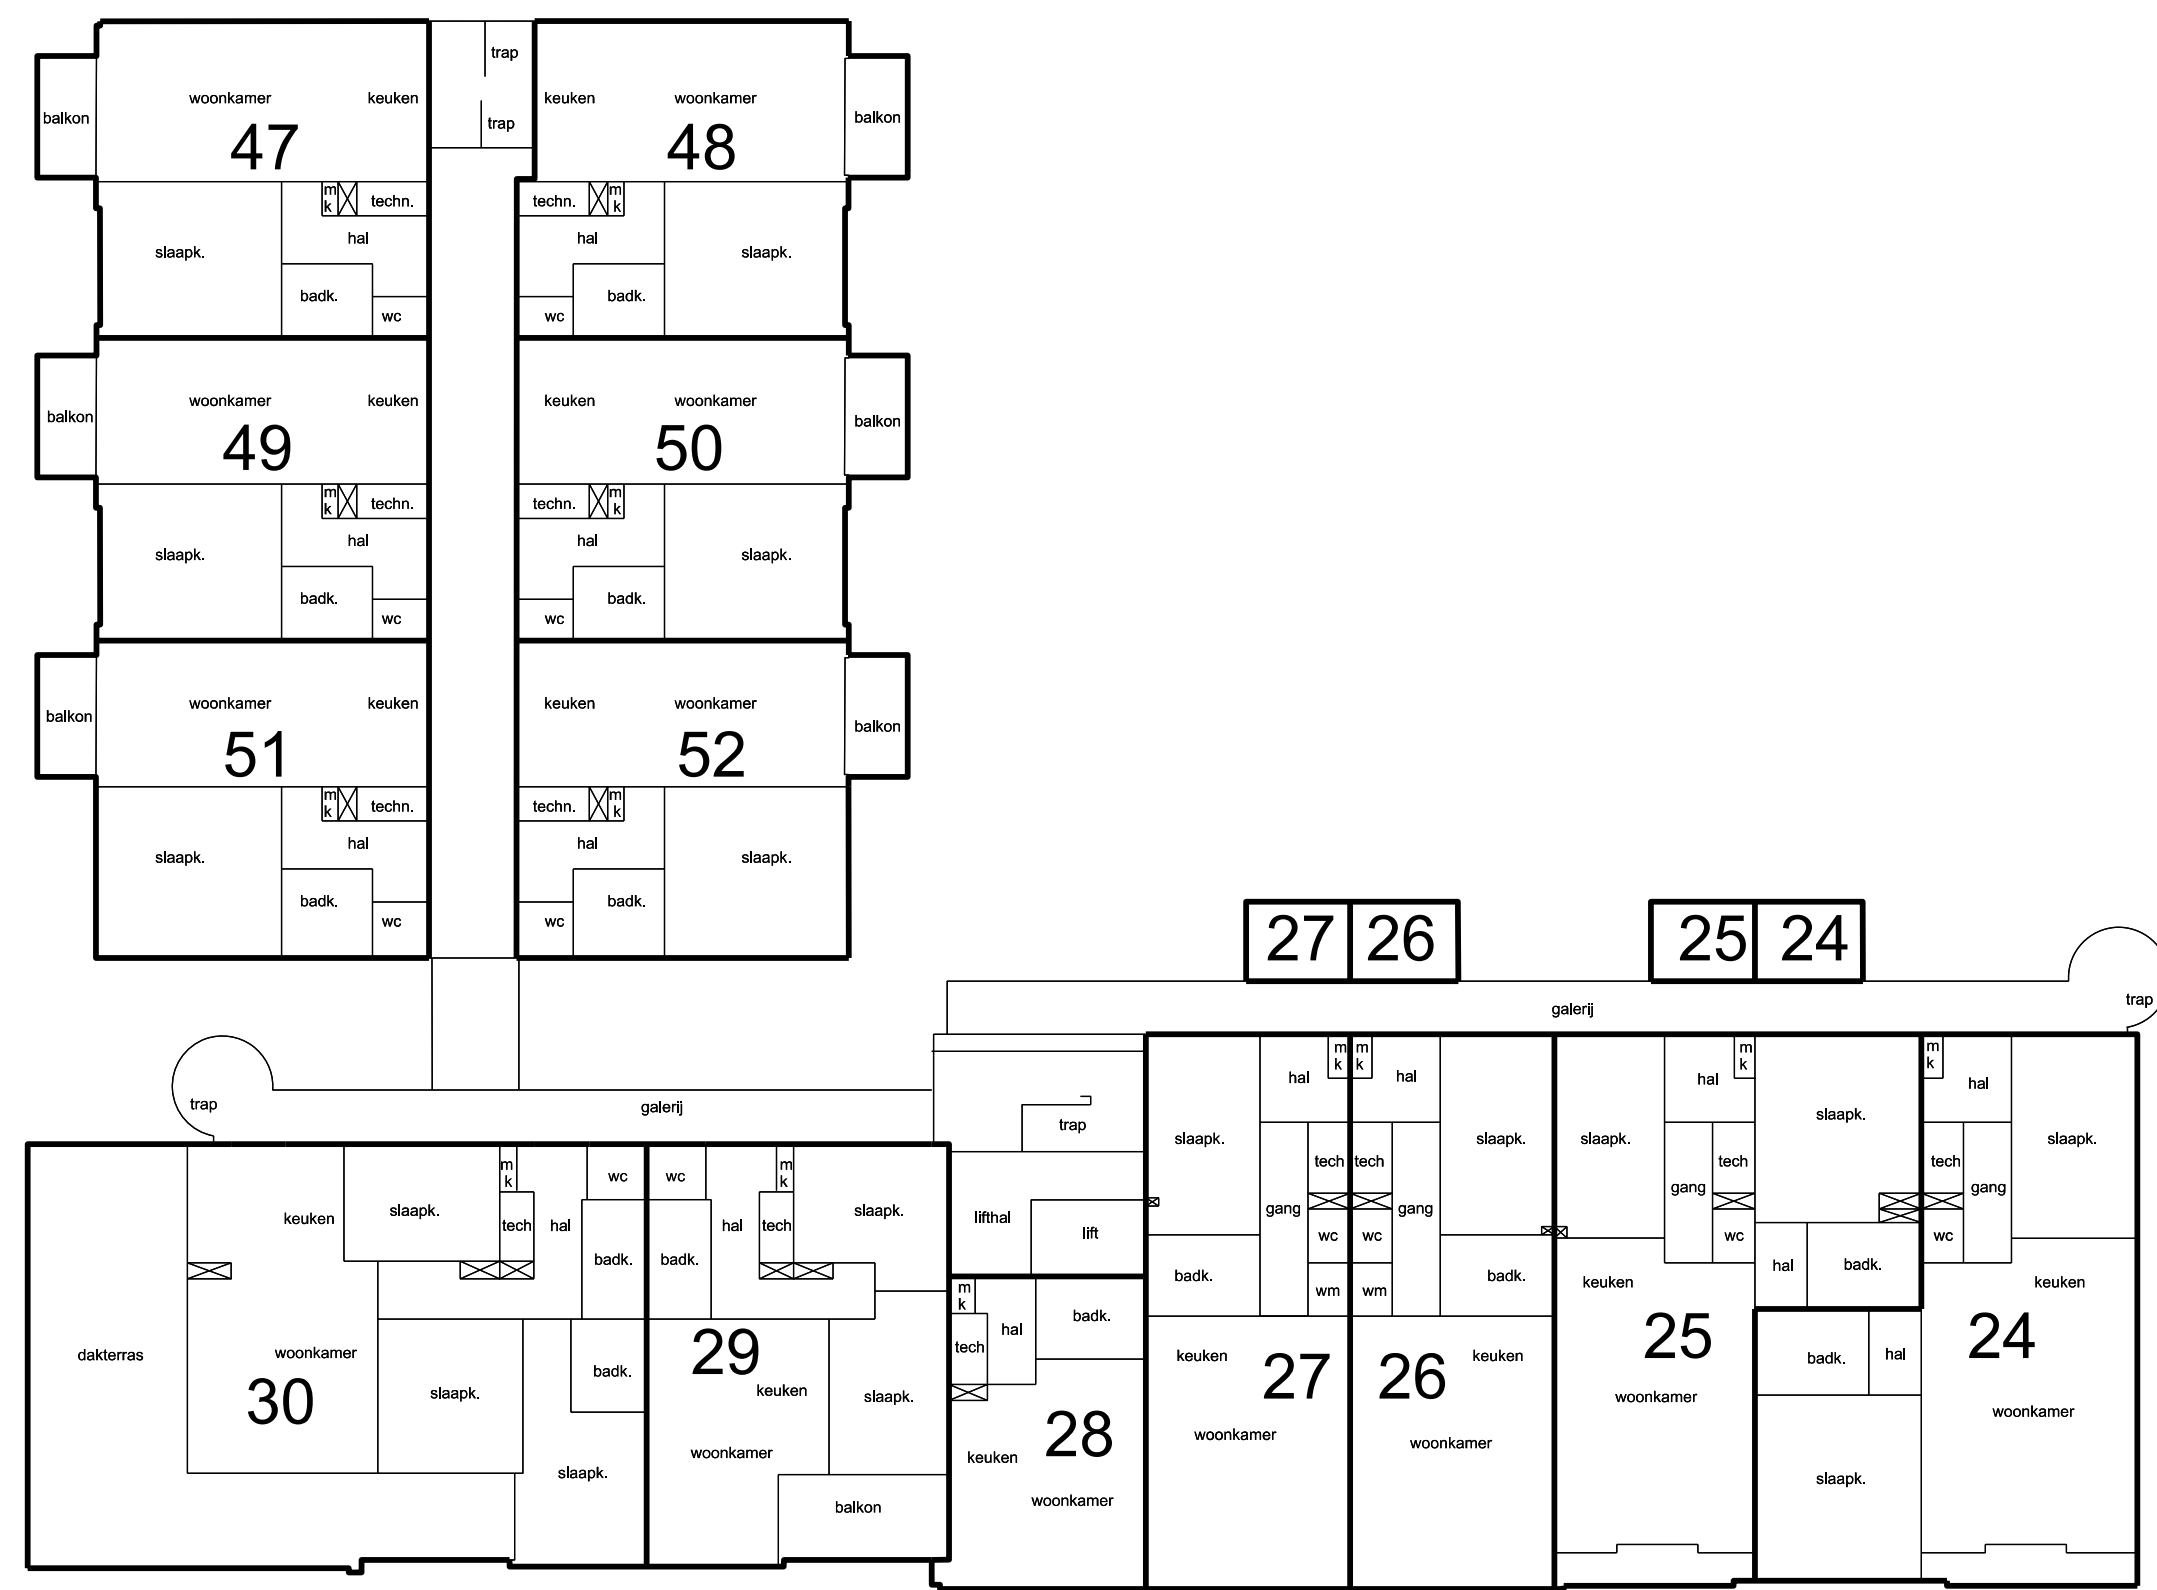 trap
trap
balkon
woonkamer
keuken
47
m
k
techn.
hal
slaapk.
badk.
wc
keuken
woonkamer
balkon
48
techn.
m
k
hal
slaapk.
badk.
wc
balkon
woonkamer
keuken
49
m
k
techn.
hal
slaapk.
badk.
wc
keuken
woonkamer
balkon
50
techn.
m
k
hal
slaapk.
badk.
wc
balkon
woonkamer
keuken
51
m
k
techn.
hal
slaapk.
badk.
wc
keuken
woonkamer
balkon
52
techn.
m
k
hal
slaapk.
badk.
wc
27
26
25
24
galerij
trap
trap
galerij
trap
lifthal
lift
dakterras
keuken
slaapk.
m
k
tech
hal
wc
badk.
woonkamer
30
slaapk.
badk.
slaapk.
wc
badk.
hal
m
k
tech
slaapk.
29
keuken
slaapk.
woonkamer
balkon
m
k
hal
tech
badk.
28
keuken
woonkamer
slaapk.
hal
m
k
tech
gang
wc
badk.
wm
keuken
27
woonkamer
m
k
hal
tech
slaapk.
gang
wc
wm
badk.
26
keuken
woonkamer
slaapk.
hal
m
k
tech
gang
wc
keuken
25
woonkamer
slaapk.
hal
badk.
m
k
hal
tech
gang
slaapk.
wc
keuken
24
woonkamer
badk.
hal
slaapk.